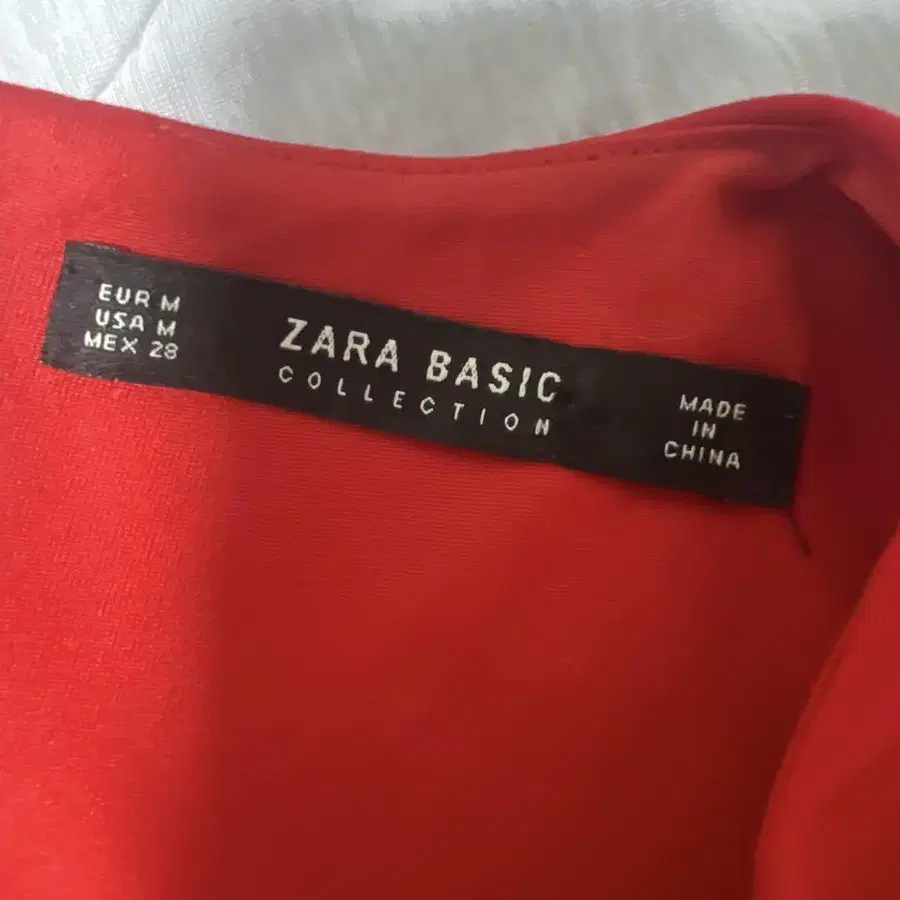 EUR M
USA M
MEX 28
ZARA BASIC
COLLECTION
MADE
IN
CHINA